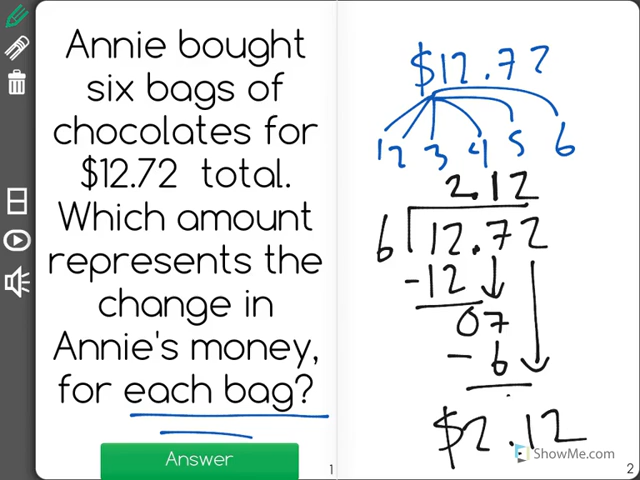 Annie bought
six bags of
chocolates for
$12.72 total.
Which amount
represents the
change in
Annie's money,
for each bag?
Answer
1
$12.72
1 2 3 4 5 6
2.12
6 12.72
-12
07
- 6
$2.12
ShowMe.com
2